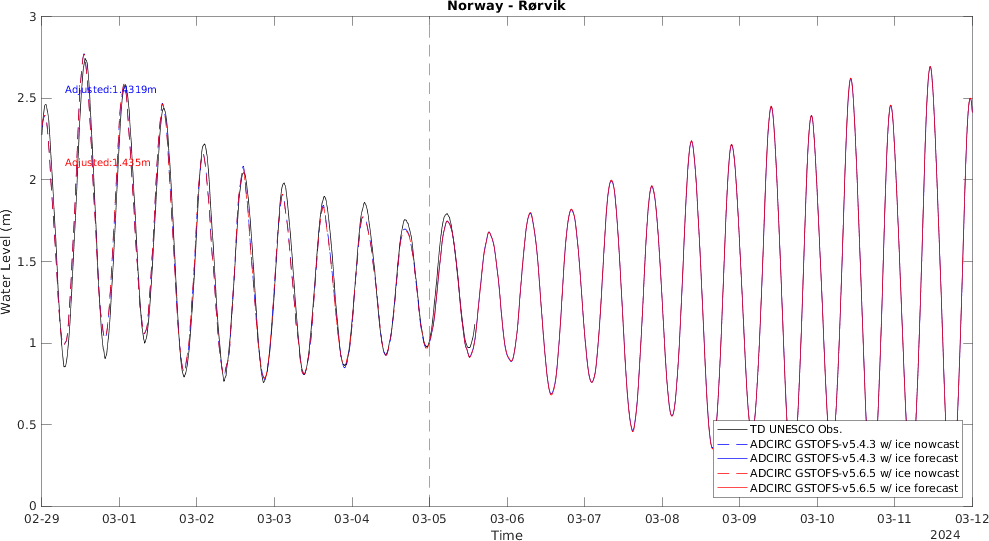 Norway - Rørvik
3
2.5
2
1.5
1
0.5
0
Water Level (m)
Adjusted:1.4319m
Adjusted:1.435m
TD UNESCO Obs.
ADCIRC GSTOFS-v5.4.3 w/ ice nowcast
ADCIRC GSTOFS-v5.4.3 w/ ice forecast
ADCIRC GSTOFS-v5.6.5 w/ ice nowcast
ADCIRC GSTOFS-v5.6.5 w/ ice forecast
02-29 03-01 03-02 03-03 03-04 03-05 03-06 03-07 03-08 03-09 03-10 03-11 03-12
Time
2024